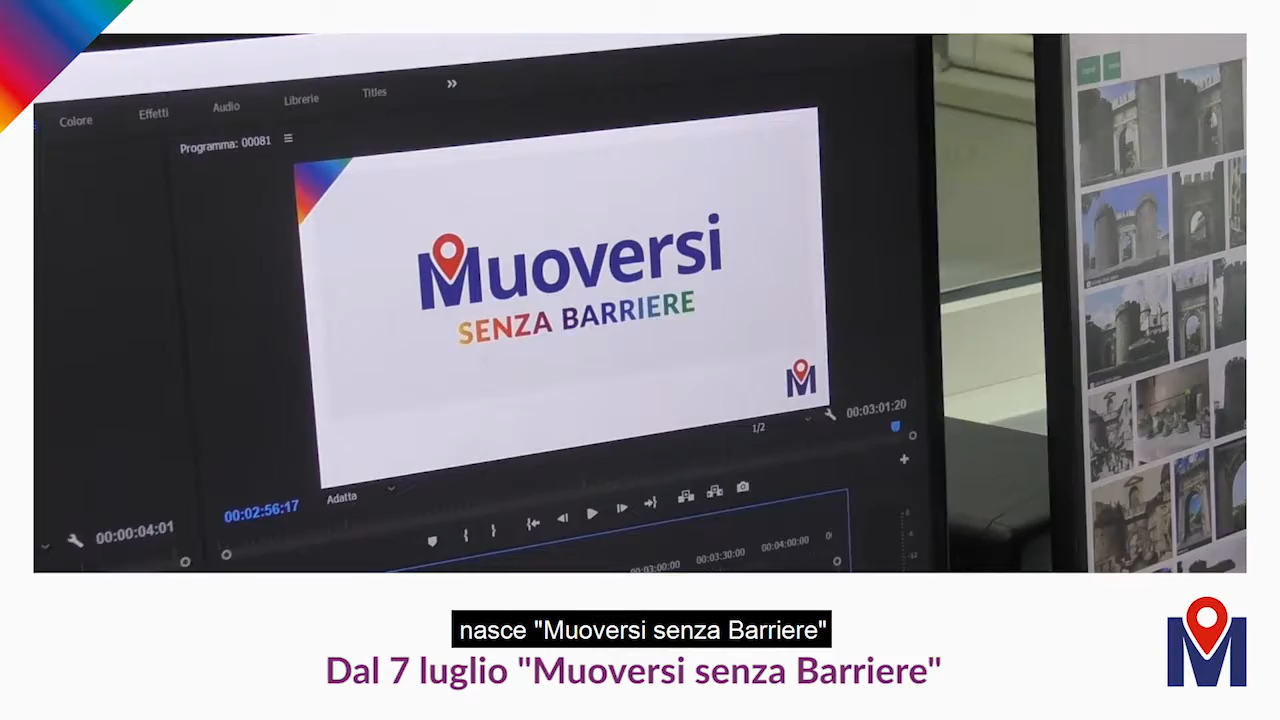 Colore
Effetti
Audio
Librerie
Titles
Programma: 00081
Muoversi
SENZA BARRIERE
M
1/2
00:03:01:20
Adatta
00:02:56:17
00:00:04:01
00:03:00:00
00:03:30:00
00:04:00:00
nasce "Muoversi senza Barriere"
Dal 7 luglio "Muoversi senza Barriere"
M